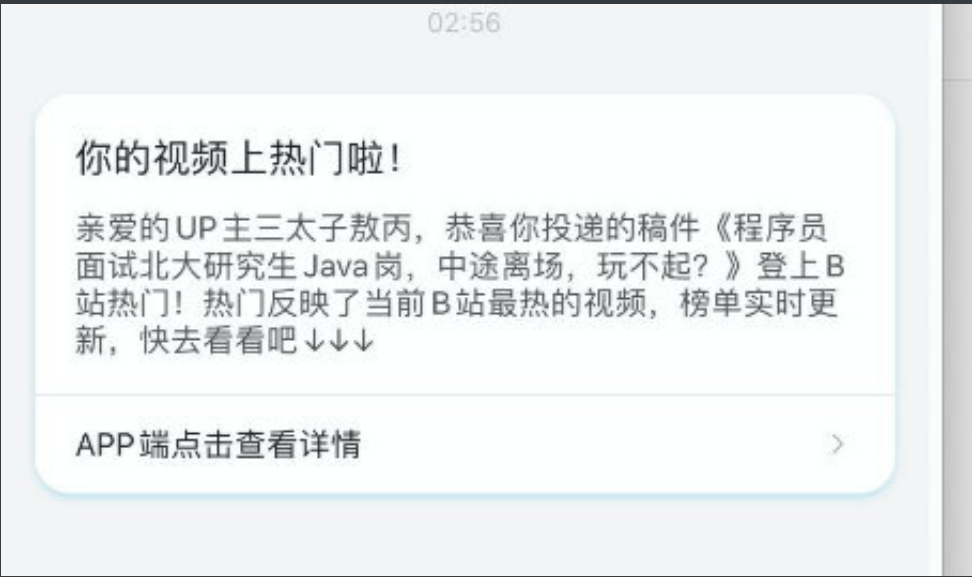 02:56
你的视频上热门啦！
亲爱的UP主三太子敖丙，恭喜你投递的稿件《程序员
面试北大研究生Java岗，中途离场，玩不起？》登上B
站热门！热门反映了当前B站最热的视频，榜单实时更
新，快去看看吧↓↓↓
APP端点击查看详情